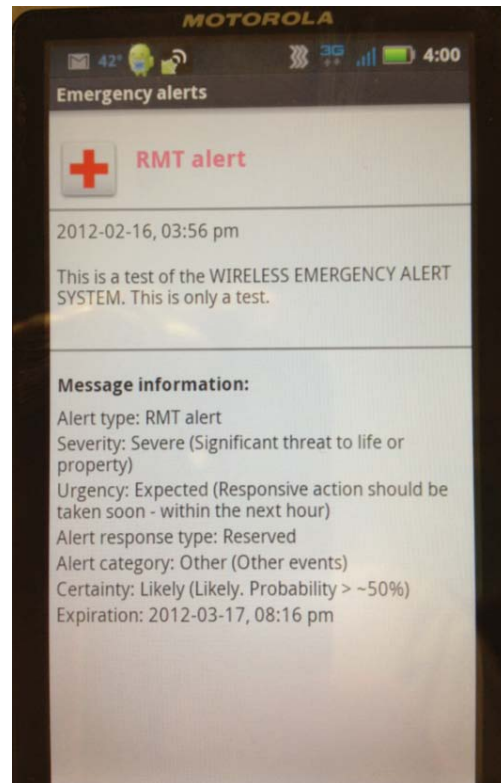 MOTOROLA
42° 3G 4:00
Emergency alerts
RMT alert
2012-02-16, 03:56 pm
This is a test of the WIRELESS EMERGENCY ALERT
SYSTEM. This is only a test.
Message information:
Alert type: RMT alert
Severity: Severe (Significant threat to life or
property)
Urgency: Expected (Responsive action should be
taken soon - within the next hour)
Alert response type: Reserved
Alert category: Other (Other events)
Certainty: Likely (Likely. Probability > ~50%)
Expiration: 2012-03-17, 08:16 pm